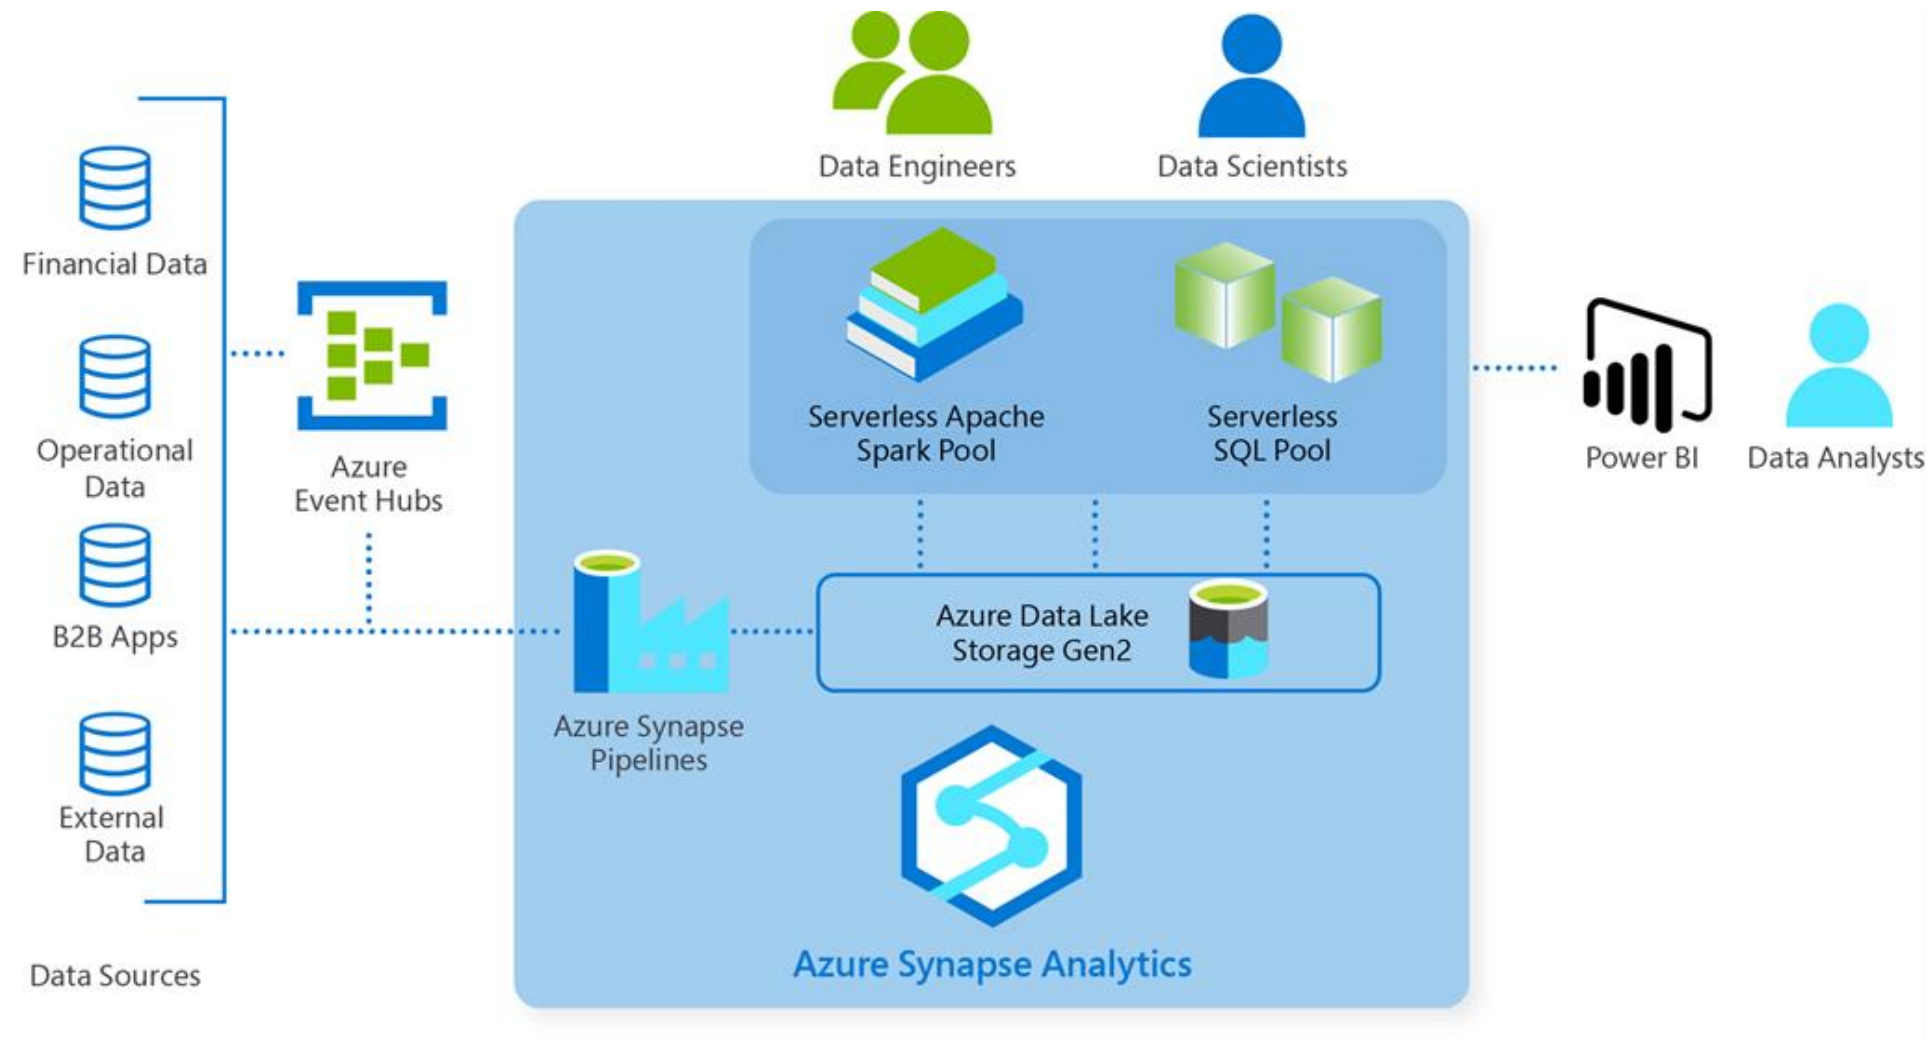 Data Engineers
Data Scientists
Financial Data
Operational
Data
B2B Apps
External
Data
Data Sources
Azure
Event Hubs
Serverless Apache
Spark Pool
Serverless
SQL Pool
Azure Synapse
Pipelines
Azure Data Lake
Storage Gen2
Azure Synapse Analytics
Power BI
Data Analysts